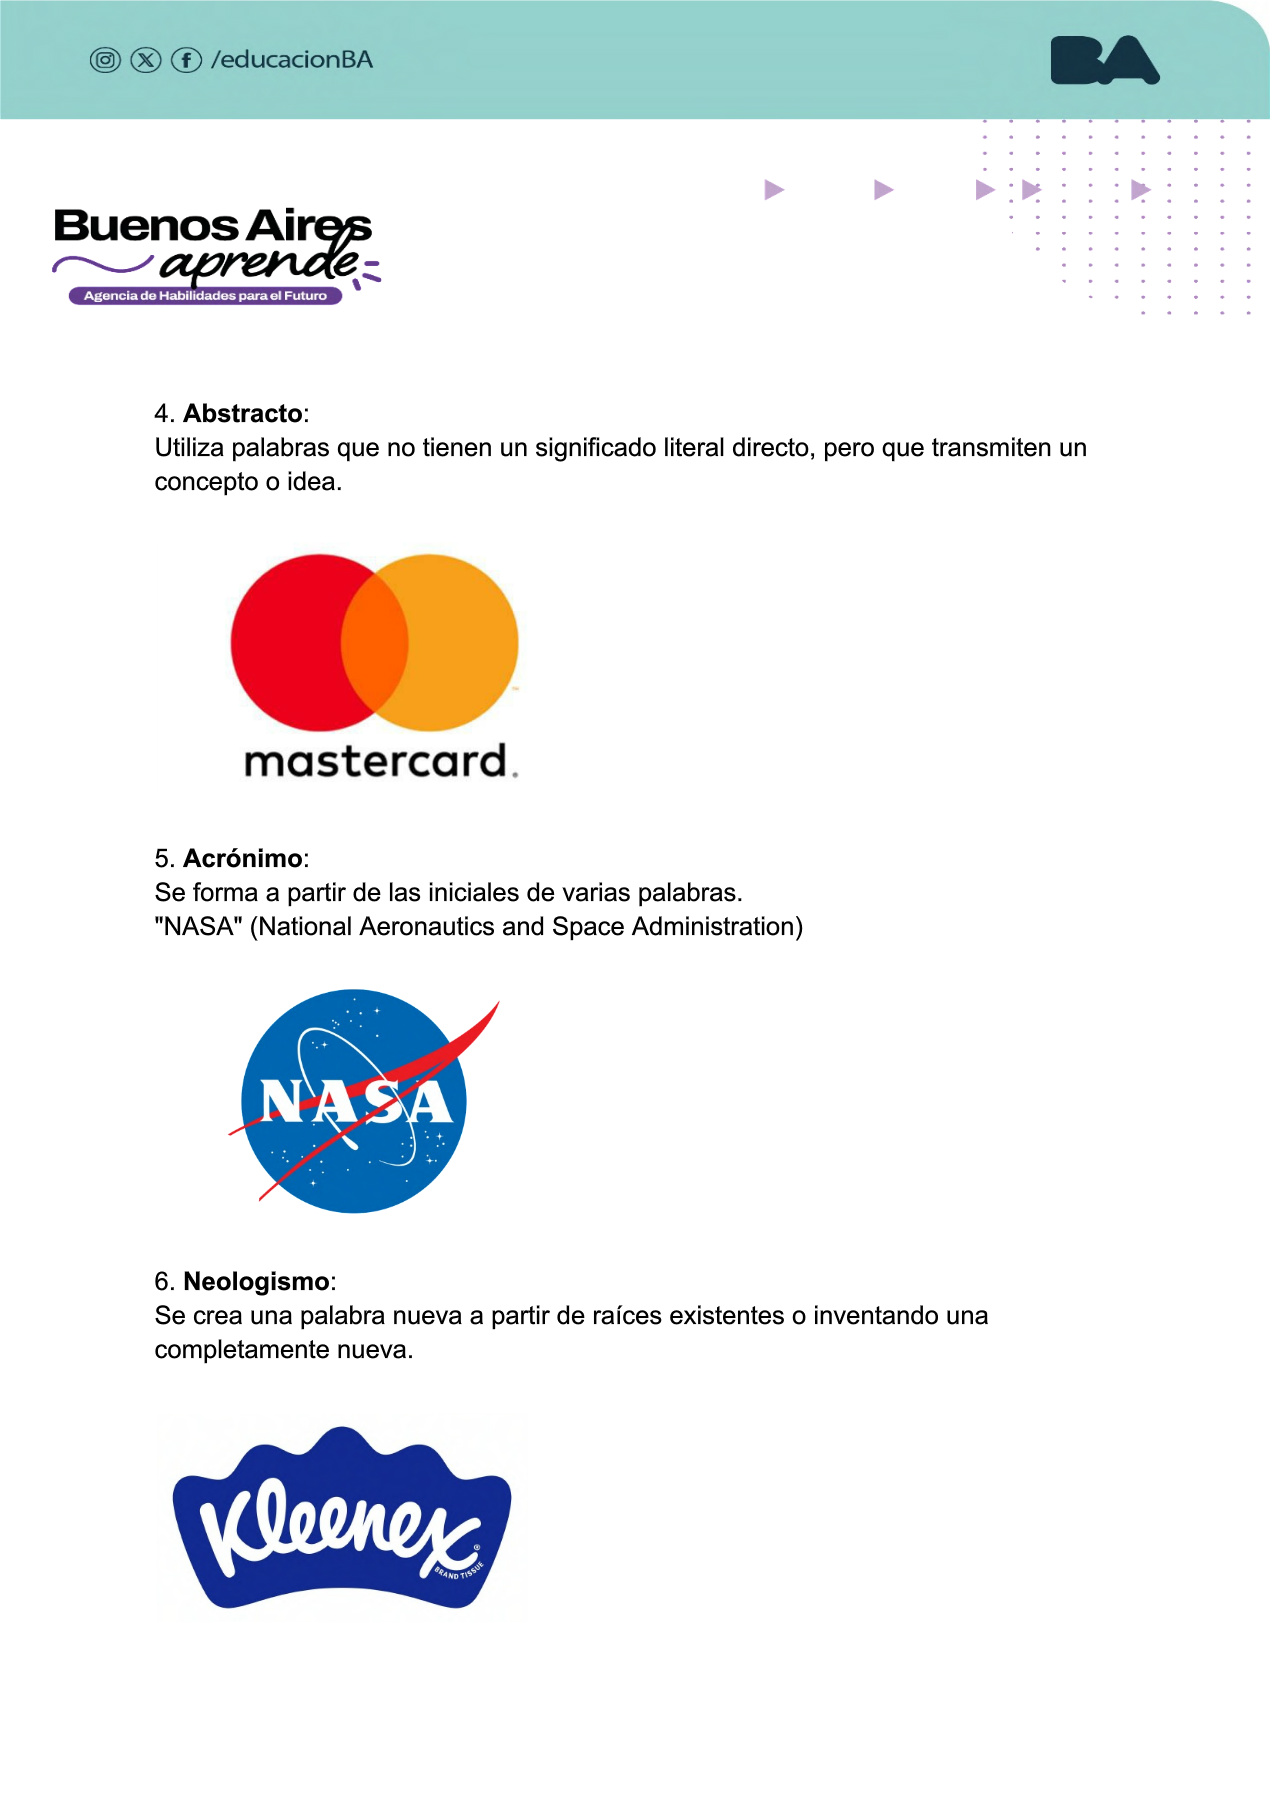 /educacionBA
BA
Buenos Aires
aprende
Agencia de Habilidades para el Futuro
4. Abstracto:
Utiliza palabras que no tienen un significado literal directo, pero que transmiten un
concepto o idea.
mastercard.
5. Acrónimo:
Se forma a partir de las iniciales de varias palabras.
"NASA" (National Aeronautics and Space Administration)
NASA
6. Neologismo:
Se crea una palabra nueva a partir de raíces existentes o inventando una
completamente nueva.
Kleenex®
BRAND TISSUE